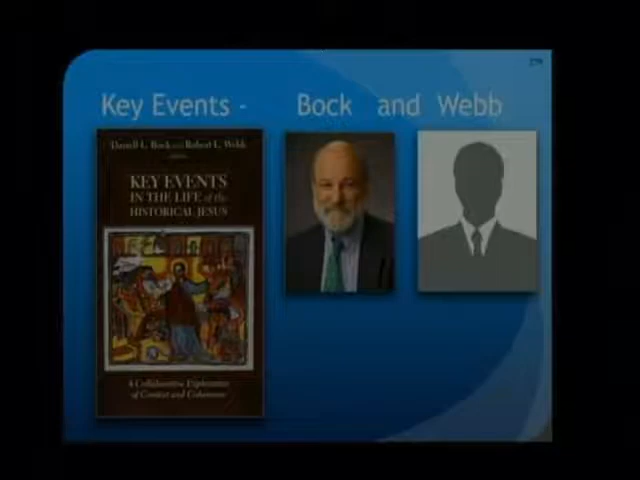 Key Events - Bock and Webb
Darrell L. Bock and Robert L. Webb
KEY EVENTS
IN THE LIFE of the
HISTORICAL JESUS
A Collaborative Exploration
of Context and Coherence